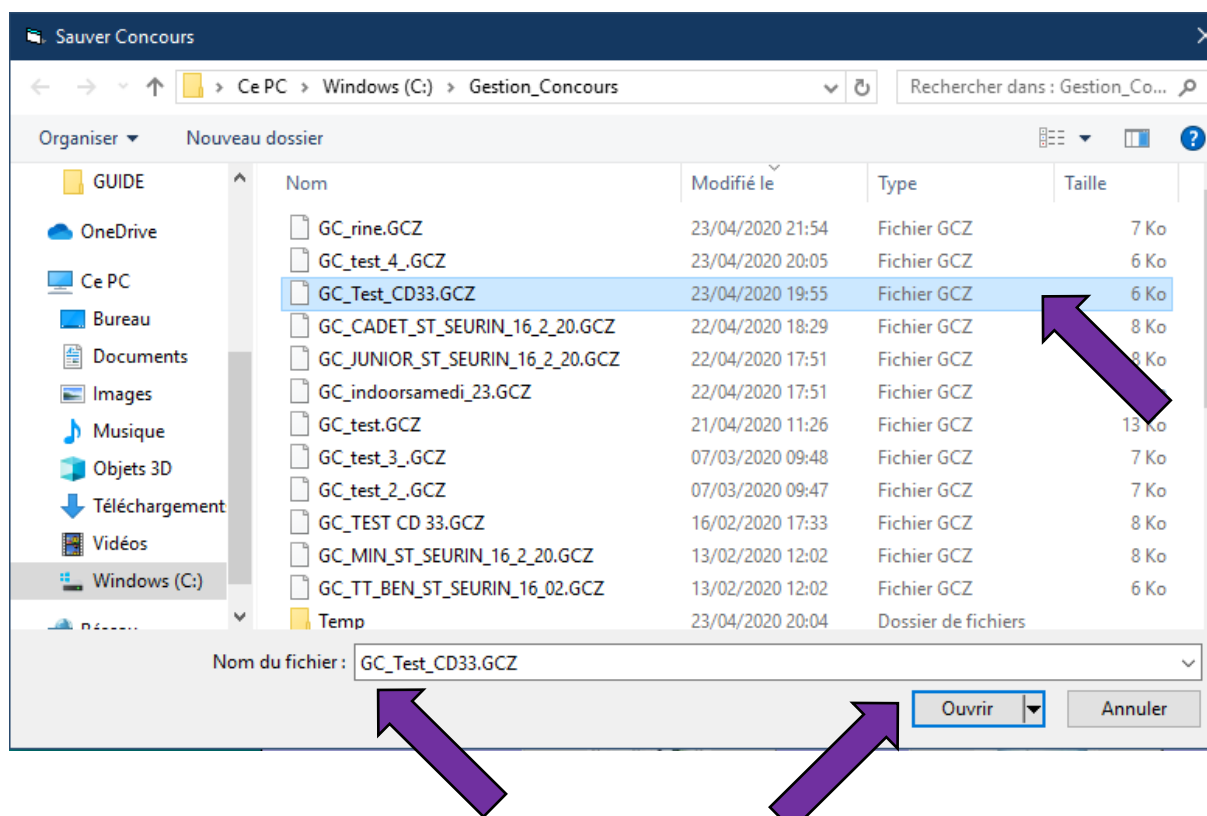 Sauver Concours
Ce PC > Windows (C:) > Gestion_Concours
Rechercher dans : Gestion_Co...
Organiser Nouveau dossier
Nom Modifié le Type Taille
GUIDE
OneDrive
Ce PC
Bureau
Documents
Images
Musique
Objets 3D
Téléchargement
Vidéos
Windows (C:)
GC_rine.GCZ 23/04/2020 21:54 Fichier GCZ 7 Ko
GC_test_4_.GCZ 23/04/2020 20:05 Fichier GCZ 6 Ko
GC_Test_CD33.GCZ 23/04/2020 19:55 Fichier GCZ 6 Ko
GC_CADET_ST_SEURIN_16_2_20.GCZ 22/04/2020 18:29 Fichier GCZ 8 Ko
GC_JUNIOR_ST_SEURIN_16_2_20.GCZ 22/04/2020 17:51 Fichier GCZ 8 Ko
GC_indoorsamedi_23.GCZ 22/04/2020 17:51 Fichier GCZ
GC_test.GCZ 21/04/2020 11:26 Fichier GCZ 13 Ko
GC_test_3_.GCZ 07/03/2020 09:48 Fichier GCZ 7 Ko
GC_test_2_.GCZ 07/03/2020 09:47 Fichier GCZ 7 Ko
GC_TEST CD 33.GCZ 16/02/2020 17:33 Fichier GCZ 8 Ko
GC_MIN_ST_SEURIN_16_2_20.GCZ 13/02/2020 12:02 Fichier GCZ 8 Ko
GC_TT_BEN_ST_SEURIN_16_02.GCZ 13/02/2020 12:02 Fichier GCZ 6 Ko
Temp 23/04/2020 20:04 Dossier de fichiers
Nom du fichier : GC_Test_CD33.GCZ
Ouvrir Annuler